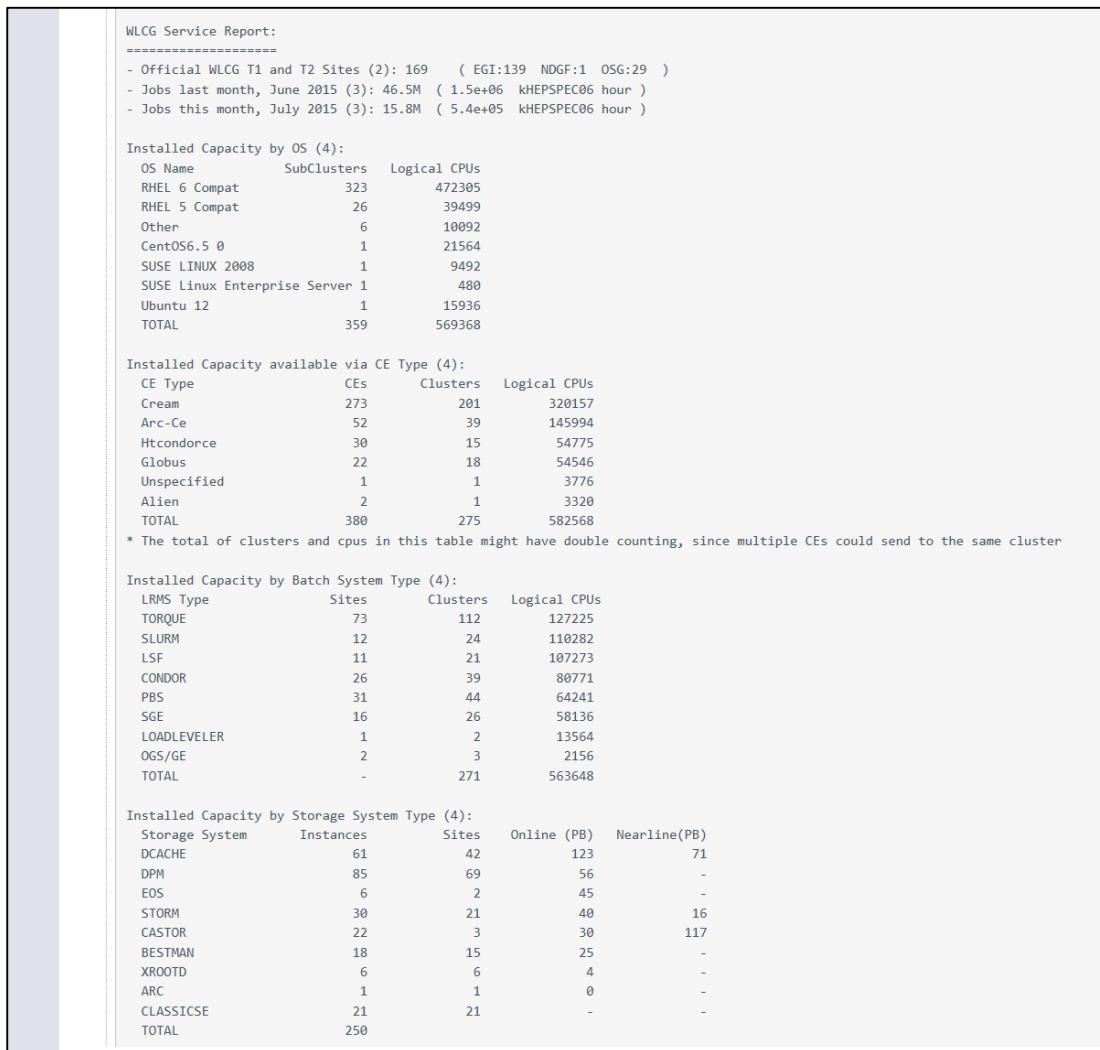 WLCG Service Report:
=====================
- Official WLCG T1 and T2 Sites (2): 169    ( EGI:139  NDGF:1  OSG:29  )
- Jobs last month, June 2015 (3): 46.5M  ( 1.5e+06  kHEPSPEC06 hour )
- Jobs this month, July 2015 (3): 15.8M  ( 5.4e+05  kHEPSPEC06 hour )

Installed Capacity by OS (4):
  OS Name             SubClusters   Logical CPUs
  RHEL 6 Compat               323         472305
  RHEL 5 Compat                26          39499
  Other                         6          10092
  CentOS6.5 0                   1          21564
  SUSE LINUX 2008               1           9492
  SUSE Linux Enterprise Server 1             480
  Ubuntu 12                     1          15936
  TOTAL                       359         569368

Installed Capacity available via CE Type (4):
  CE Type                     CEs       Clusters   Logical CPUs
  Cream                       273            201         320157
  Arc-Ce                       52             39         145994
  Htcondorce                   30             15          54775
  Globus                       22             18          54546
  Unspecified                   1              1           3776
  Alien                         2              1           3320
  TOTAL                       380            275         582568
* The total of clusters and cpus in this table might have double counting, since multiple CEs could send to the same cluster

Installed Capacity by Batch System Type (4):
  LRMS Type                 Sites        Clusters   Logical CPUs
  TORQUE                       73            112         127225
  SLURM                        12             24         110282
  LSF                          11             21         107273
  CONDOR                       26             39          80771
  PBS                          31             44          64241
  SGE                          16             26          58136
  LOADLEVELER                   1              2          13564
  OGS/GE                        2              3           2156
  TOTAL                         -            271         563648

Installed Capacity by Storage System Type (4):
  Storage System        Instances          Sites    Online (PB)   Nearline(PB)
  DCACHE                       61             42            123             71
  DPM                          85             69             56              -
  EOS                           6              2             45              -
  STORM                        30             21             40             16
  CASTOR                       22              3             30            117
  BESTMAN                      18             15             25              -
  XROOTD                        6              6              4              -
  ARC                           1              1              0              -
  CLASSICSE                    21             21              -              -
  TOTAL                       250